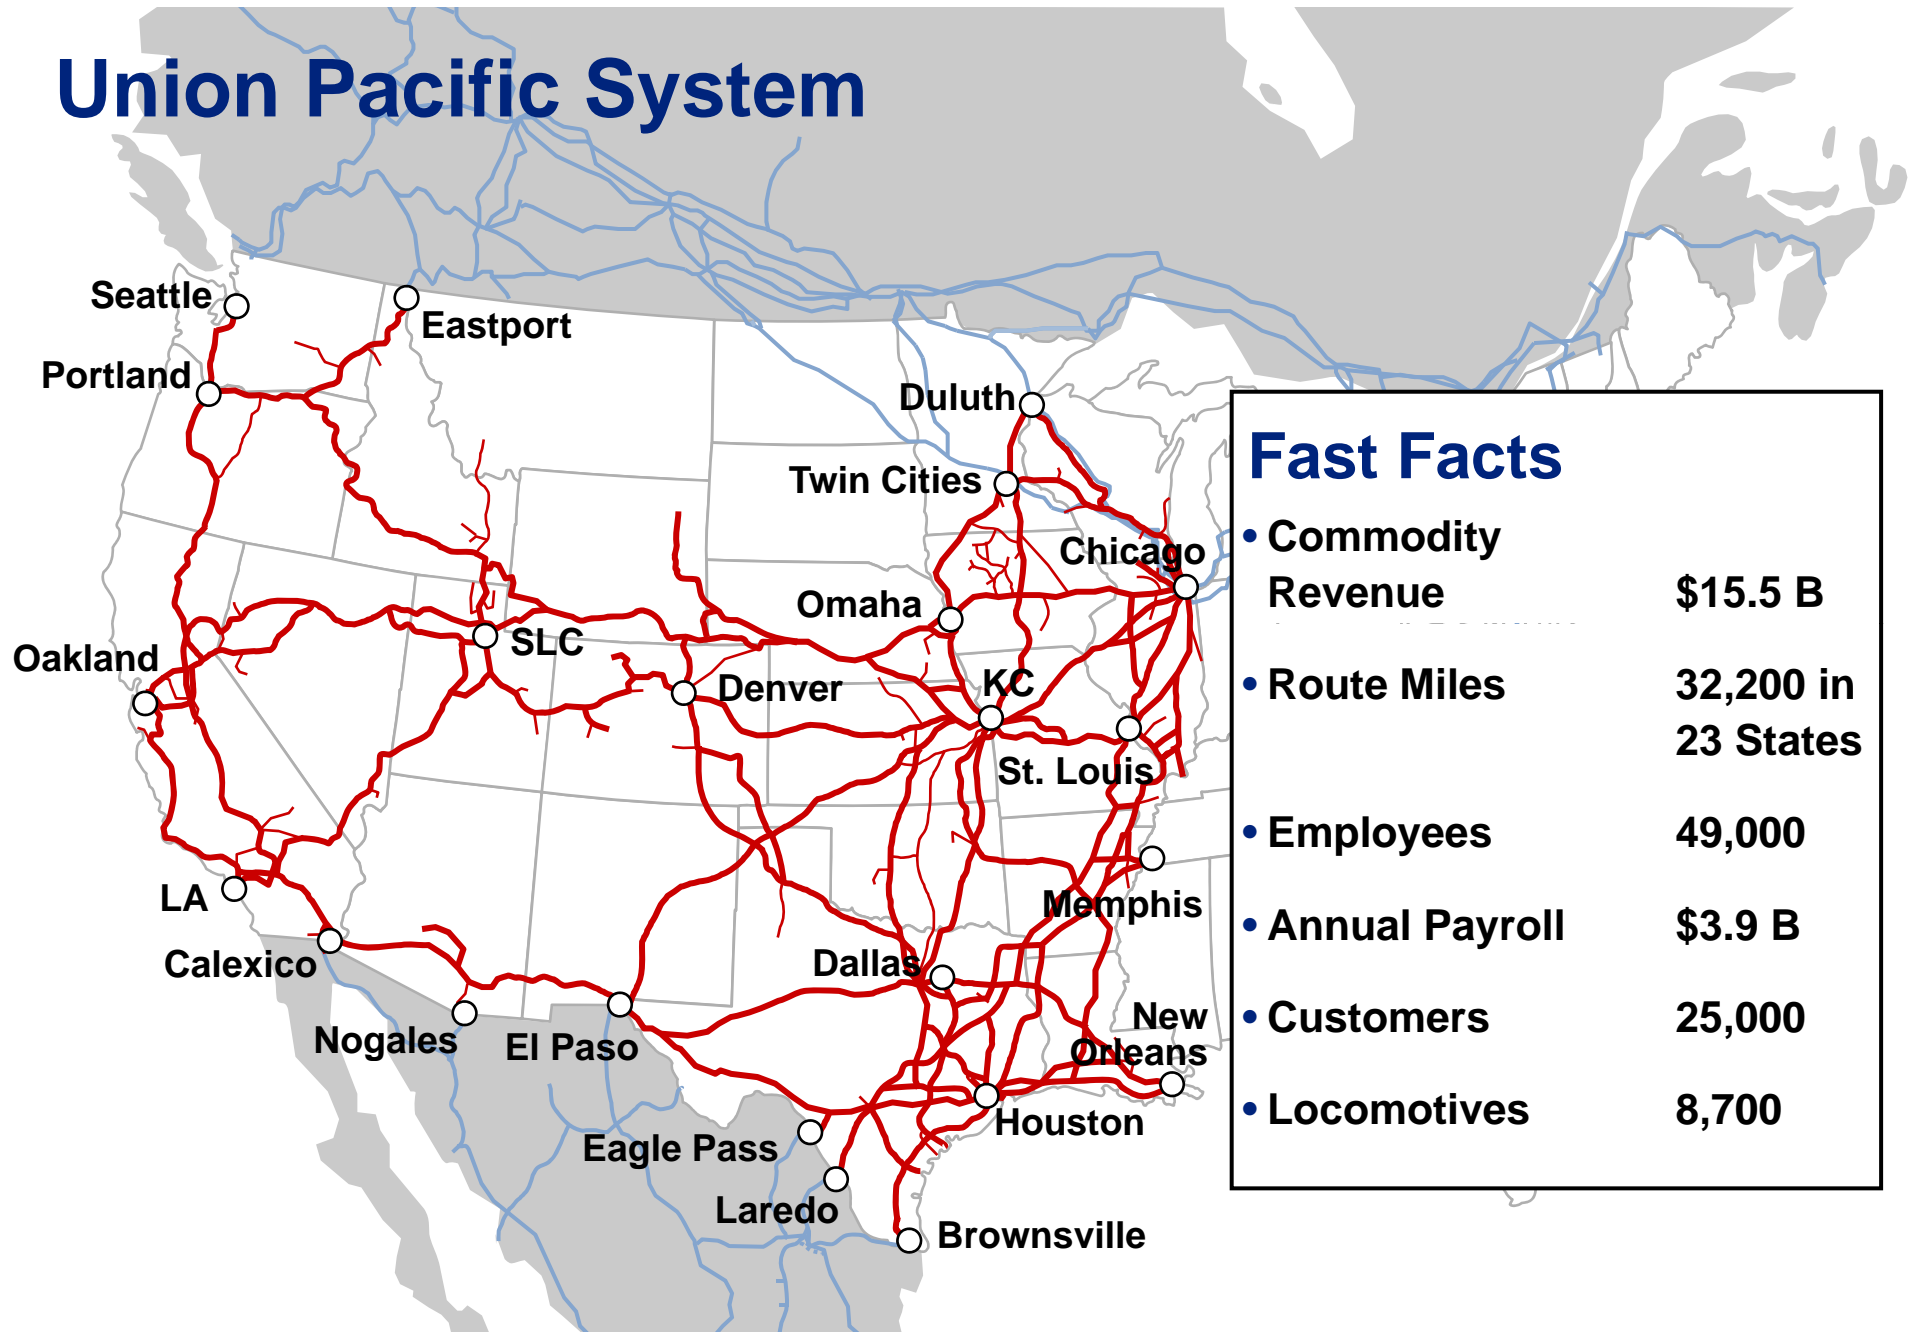 Union Pacific System
Seattle
Eastport
Portland
Duluth
Twin Cities
Chicago
Omaha
SLC
Oakland
KC
Denver
St. Louis
LA
Memphis
Calexico
Dallas
New
Orleans
Nogales
El Paso
Houston
Eagle Pass
Laredo
Brownsville
Fast Facts
• Commodity
Revenue $15.5 B
• Route Miles 32,200 in
23 States
• Employees 49,000
• Annual Payroll $3.9 B
• Customers 25,000
• Locomotives 8,700